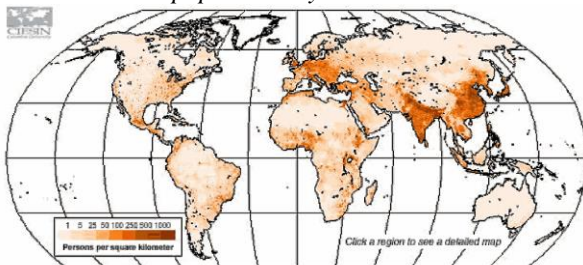 CIESIN
1 5 25 50 100 250 500 1000
Persons per square kilometer
Click a region to see a detailed map